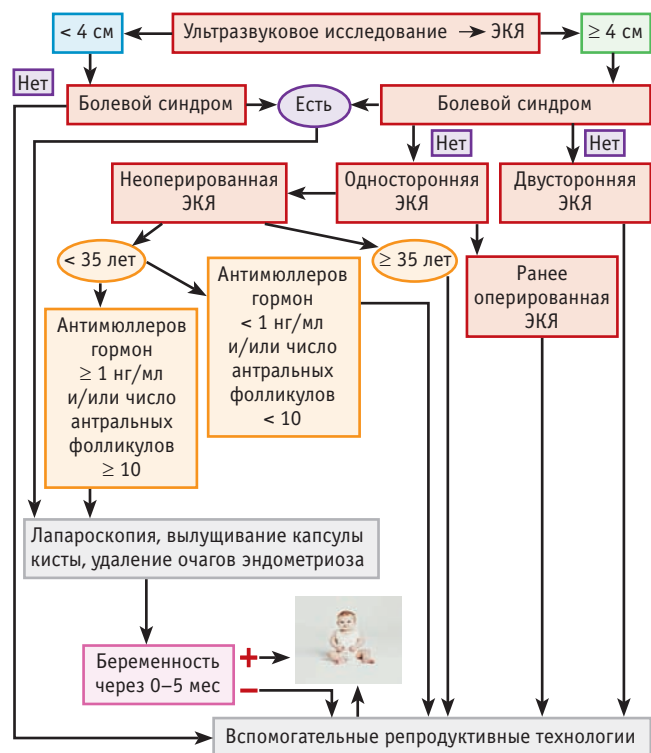 < 4 см
Ультразвуковое исследование → ЭКЯ
≥ 4 см
Нет
Болевой синдром
Есть
Болевой синдром
Нет
Нет
Неоперированная
ЭКЯ
Односторонняя
ЭКЯ
Двусторонняя
ЭКЯ
< 35 лет
≥ 35 лет
Антимюллеров
гормон
< 1 нг/мл
и/или число
антральных
фолликулов
< 10
Ранее
оперированная
ЭКЯ
Антимюллеров
гормон
≥ 1 нг/мл
и/или число
антральных
фолликулов
≥ 10
Лапароскопия, вылущивание капсулы
кисты, удаление очагов эндометриоза
Беременность
через 0–5 мес
+
–
Вспомогательные репродуктивные технологии